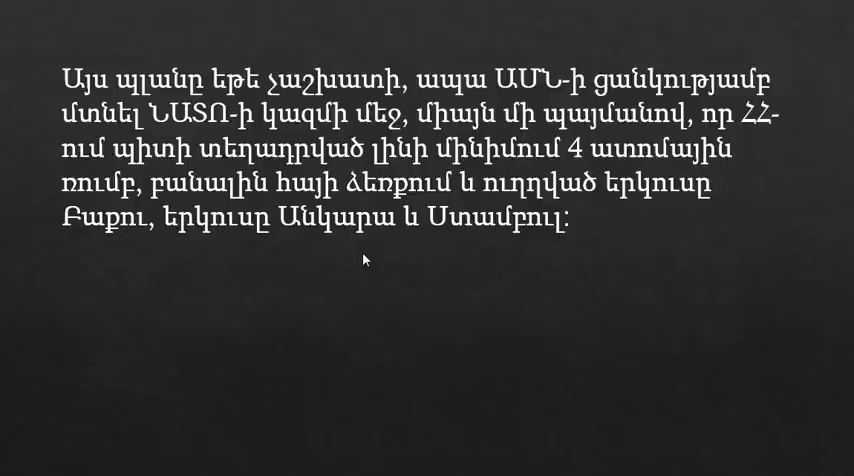 Այս պլանը եթե չաշխատի, ապա ԱՄՆ-ի ցանկությամբ
մտնել ՆԱՏՈ-ի կազմի մեջ, միայն մի պայմանով, որ ՀՀ-
ում պիտի տեղադրված լինի մինիմում 4 ատոմային
ռումբ, բանալին հայի ձեռքում և ուղղված երկուսը
Բաքու, երկուսը Անկարա և Ստամբուլ: